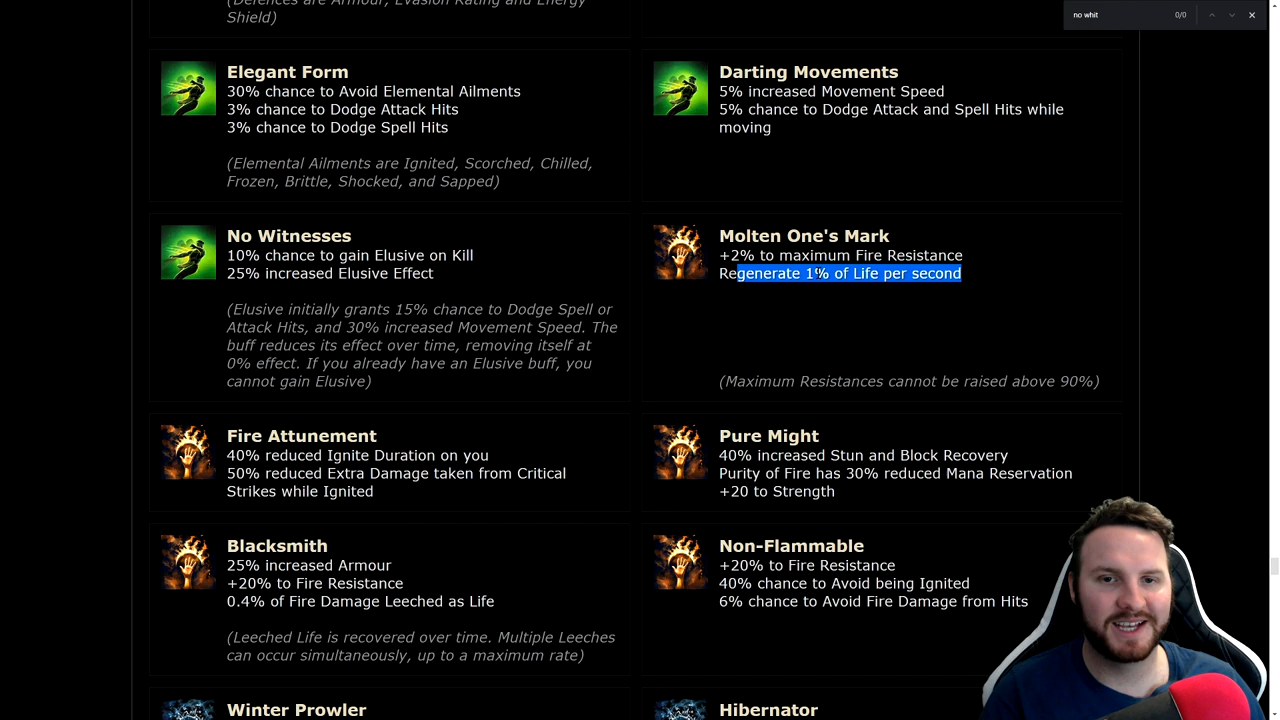 (Defences are Armour, Evasion Rating and Energy
Shield)
no whit
0/0
Elegant Form
30% chance to Avoid Elemental Ailments
3% chance to Dodge Attack Hits
3% chance to Dodge Spell Hits
(Elemental Ailments are Ignited, Scorched, Chilled,
Frozen, Brittle, Shocked, and Sapped)
Darting Movements
5% increased Movement Speed
5% chance to Dodge Attack and Spell Hits while
moving
No Witnesses
10% chance to gain Elusive on Kill
25% increased Elusive Effect
(Elusive initially grants 15% chance to Dodge Spell or
Attack Hits, and 30% increased Movement Speed. The
buff reduces its effect over time, removing itself at
0% effect. If you already have an Elusive buff, you
cannot gain Elusive)
Molten One's Mark
+2% to maximum Fire Resistance
Regenerate 1% of Life per second
(Maximum Resistances cannot be raised above 90%)
Fire Attunement
40% reduced Ignite Duration on you
50% reduced Extra Damage taken from Critical
Strikes while Ignited
Pure Might
40% increased Stun and Block Recovery
Purity of Fire has 30% reduced Mana Reservation
+20 to Strength
Blacksmith
25% increased Armour
+20% to Fire Resistance
0.4% of Fire Damage Leeched as Life
(Leeched Life is recovered over time. Multiple Leeches
can occur simultaneously, up to a maximum rate)
Non-Flammable
+20% to Fire Resistance
40% chance to Avoid being Ignited
6% chance to Avoid Fire Damage from Hits
Winter Prowler
Hibernator